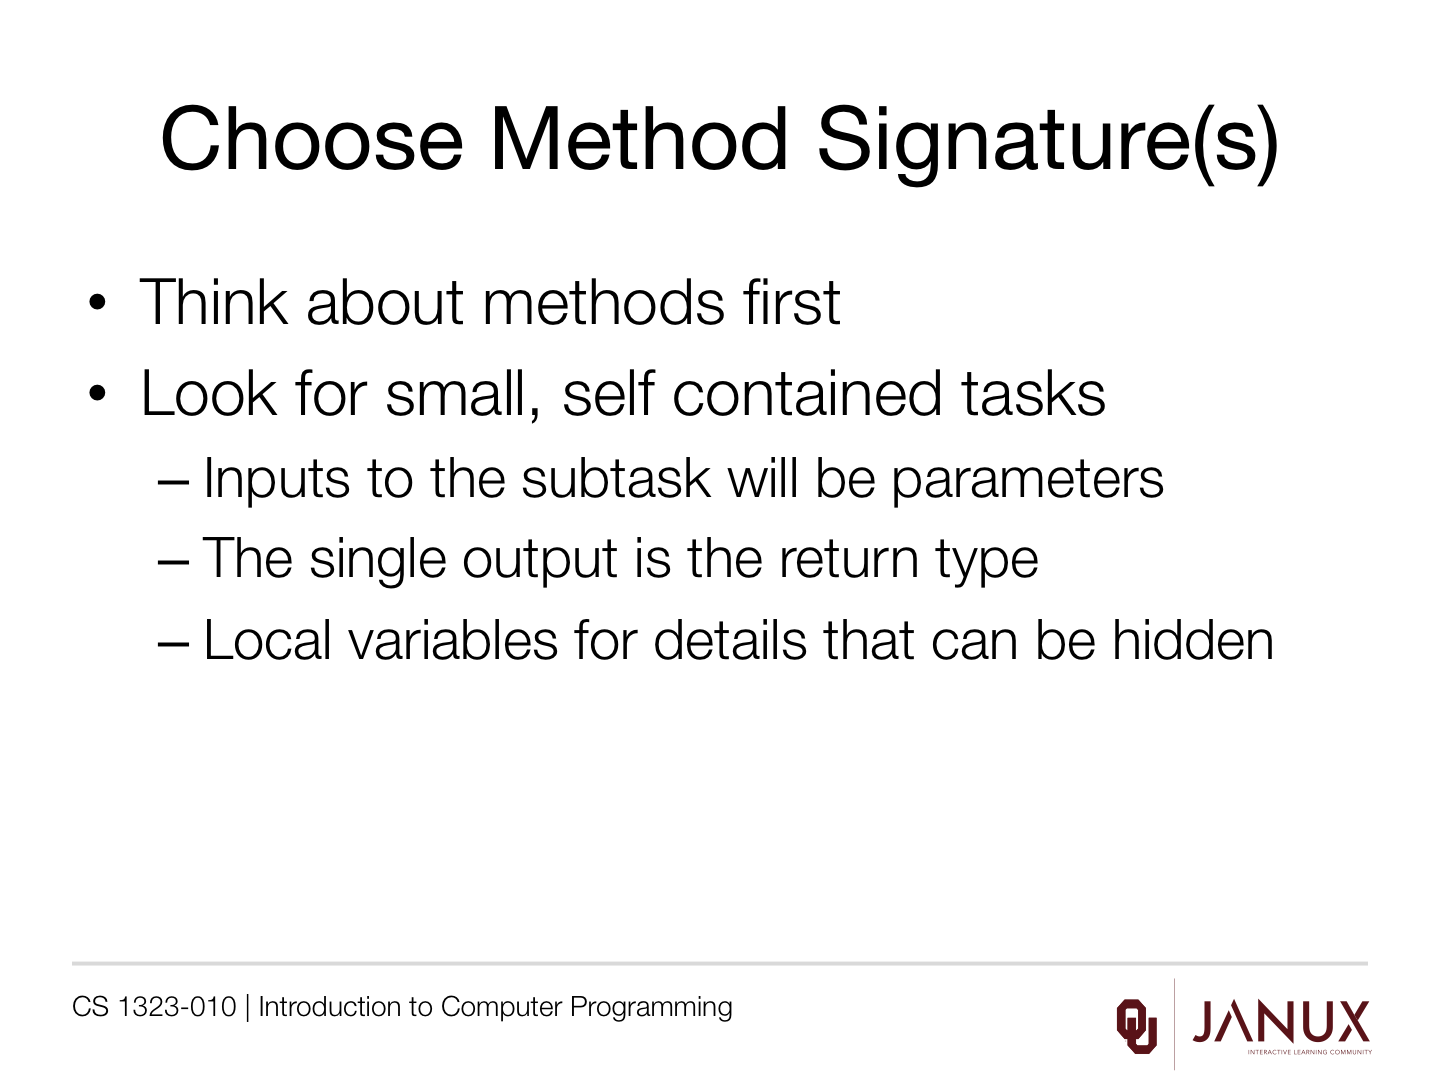 Choose Method Signature(s)
• Think about methods first
• Look for small, self contained tasks
– Inputs to the subtask will be parameters
– The single output is the return type
– Local variables for details that can be hidden
CS 1323-010 | Introduction to Computer Programming
OU
JANUX
INTERACTIVE LEARNING COMMUNITY